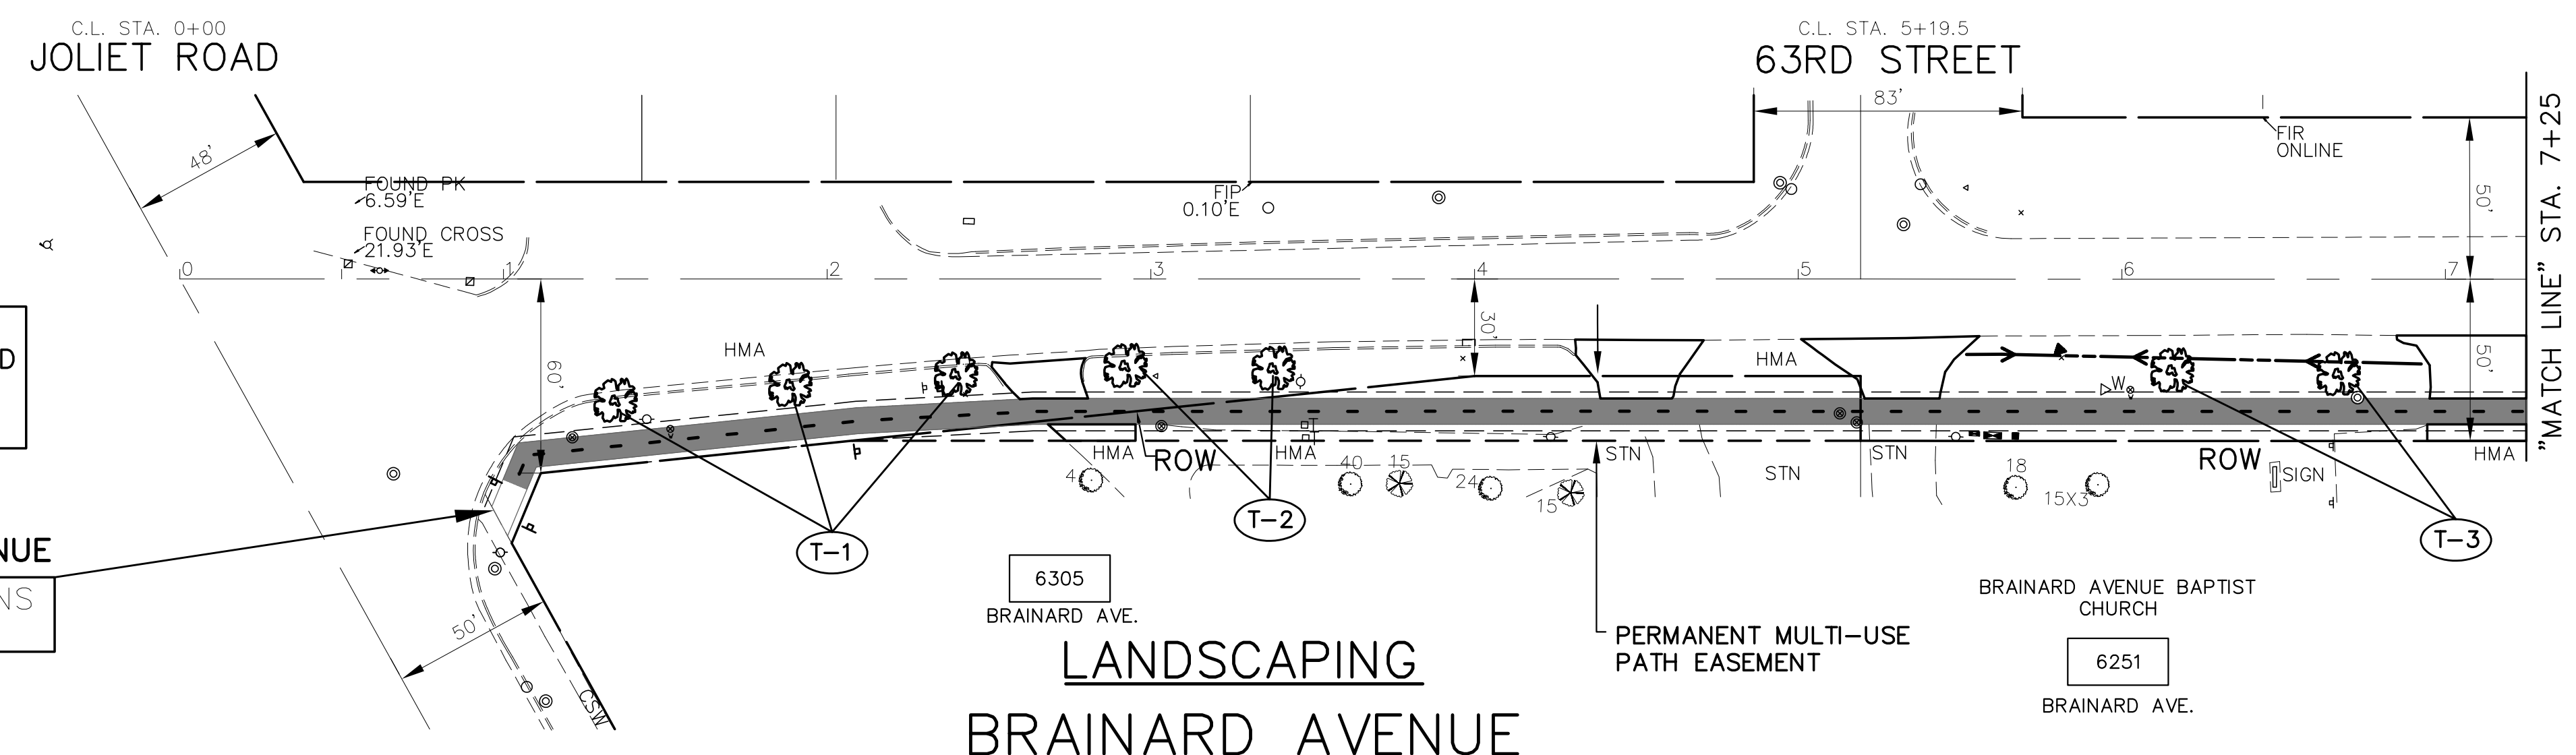 C.L. STA. 0+00
JOLIET ROAD
C.L. STA. 5+19.5
63RD STREET
83'
48'
FOUND PK
6.59'E
FOUND CROSS
21.93'E
FIP
0.10'E
FIR
ONLINE
50'
"MATCH LINE" STA. 7+25
0 1 2 3 4 5 6 7
60'
30'
50'
HMA
HMA
W
D
HMA
ROW
HMA
STN
STN
STN
ROW
SIGN
HMA
4
40
15
24
15
18
15X3
T-1
T-2
T-3
NUE
NS
50'
CSW
6305
BRAINARD AVE.
PERMANENT MULTI-USE
PATH EASEMENT
BRAINARD AVENUE BAPTIST
CHURCH
6251
BRAINARD AVE.
LANDSCAPING
BRAINARD AVENUE